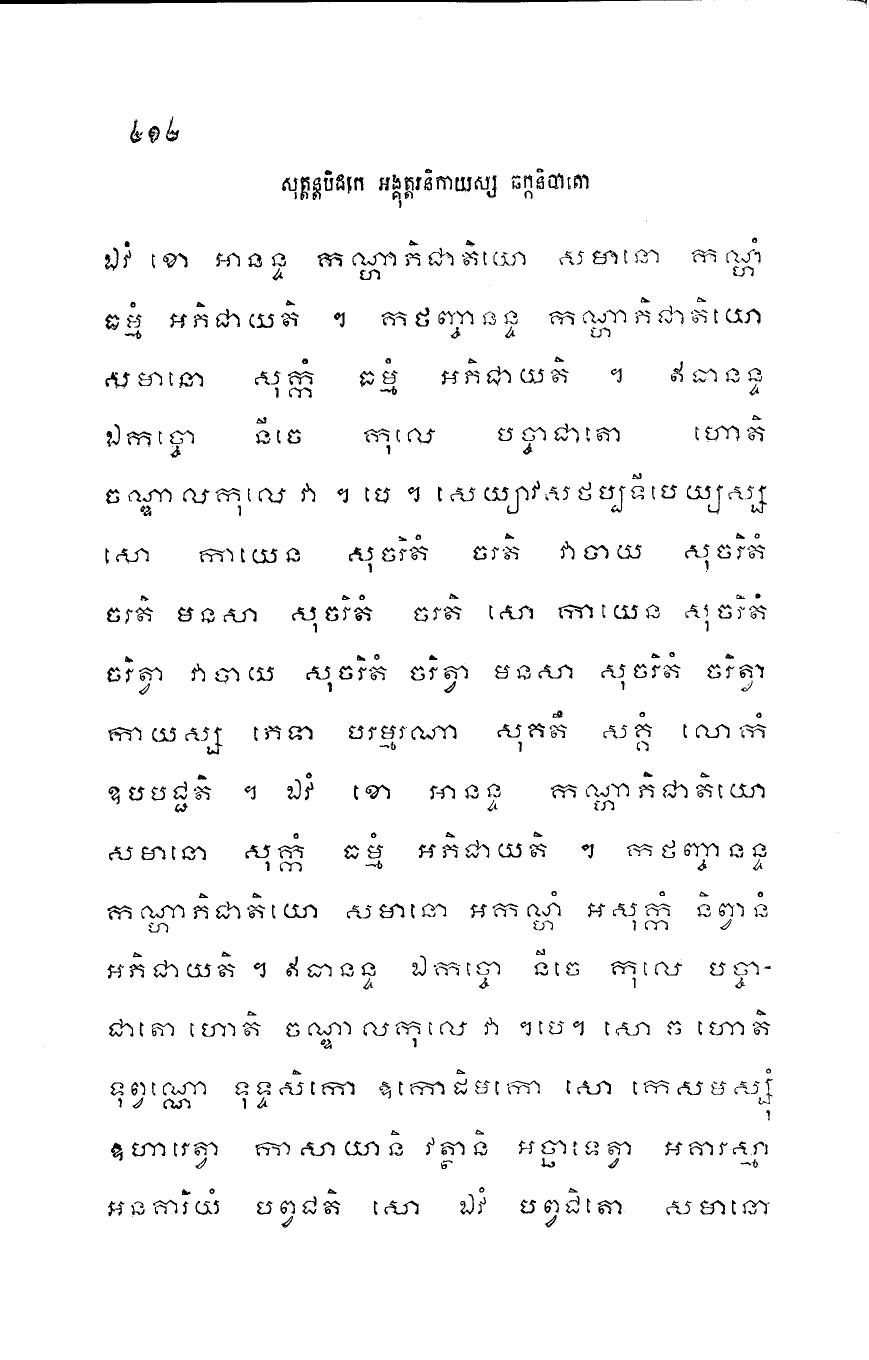 ៤១២
សុត្តន្តបិដកេ អង្គុត្តរនិកាយស្ស ឆក្កនិបាតោ
ឯវំ ខោ អានន្ទ កណ្ហាភិជាតិយោ សមានោ កណ្ហំ
ធម្មំ អភិជាយតិ ។ កថញ្ចានន្ទ កណ្ហាភិជាតិយោ
សមានោ សុក្កំ ធម្មំ អភិជាយតិ ។ ឥធានន្ទ
ឯកច្ចោ នីចេ កុលេ បច្ចាជាតោ ហោតិ
ចណ្ឌាលកុលេ វា ។ បេ ។ សេយ្យាវសថប្បទីបេយ្យស្ស
សោ កាយេន សុចរិតំ ចរតិ វាចាយ សុចរិតំ
ចរតិ មនសា សុចរិតំ ចរតិ សោ កាយេន សុចរិតំ
ចរិត្វា វាចាយ សុចរិតំ ចរិត្វា មនសា សុចរិតំ ចរិត្វា
កាយស្ស ភេទា បរម្មរណា សុគតឹ សគ្គំ លោកំ
ឧបបជ្ជតិ ។ ឯវំ ខោ អានន្ទ កណ្ហាភិជាតិយោ
សមានោ សុក្កំ ធម្មំ អភិជាយតិ ។ កថញ្ចានន្ទ
កណ្ហាភិជាតិយោ សមានោ អកណ្ហំ អសុក្កំ និព្វានំ
អភិជាយតិ ។ ឥធានន្ទ ឯកច្ចោ នីចេ កុលេ បច្ចា-
ជាតោ ហោតិ ចណ្ឌាលកុលេ វា ។បេ។ សោ ច ហោតិ
ទុព្វណ្ណោ ទុទ្ទសិកោ ឧកោដិមកោ សោ កេសមស្សុំ
ឧហារេត្វា កាសាយានិ វត្ថានិ អច្ឆាទេត្វា អគារស្មា
អនគារិយំ បព្វជតិ សោ ឯវំ បព្វជិតោ សមានោ